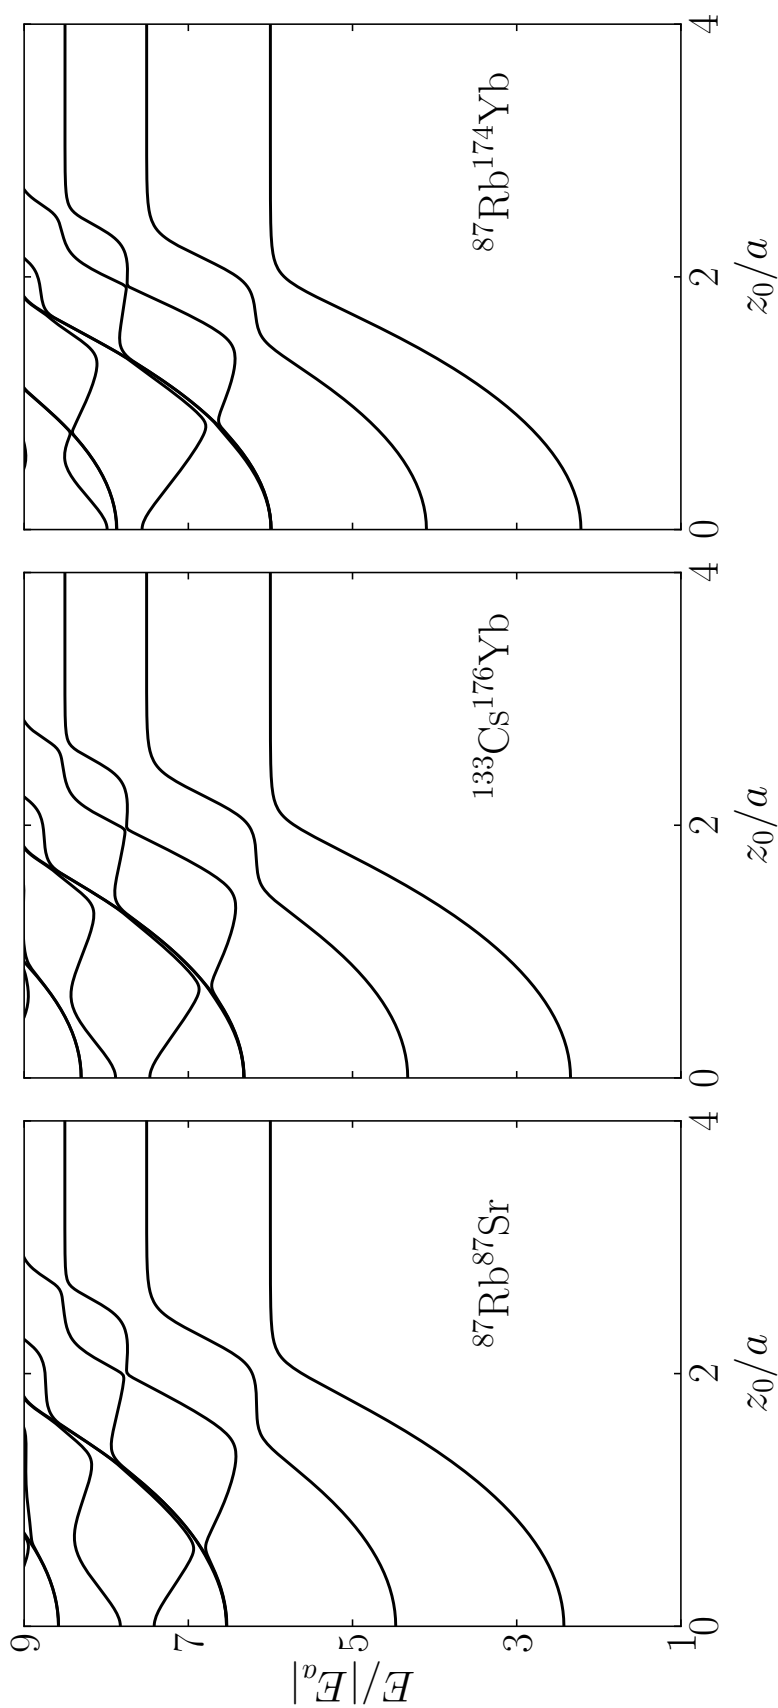 E/|E_a|
9
7
5
3
1
0
2
4
z₀/a
⁸⁷Rb⁸⁷Sr
0
2
4
z₀/a
¹³³Cs¹⁷⁶Yb
0
2
4
z₀/a
⁸⁷Rb¹⁷⁴Yb